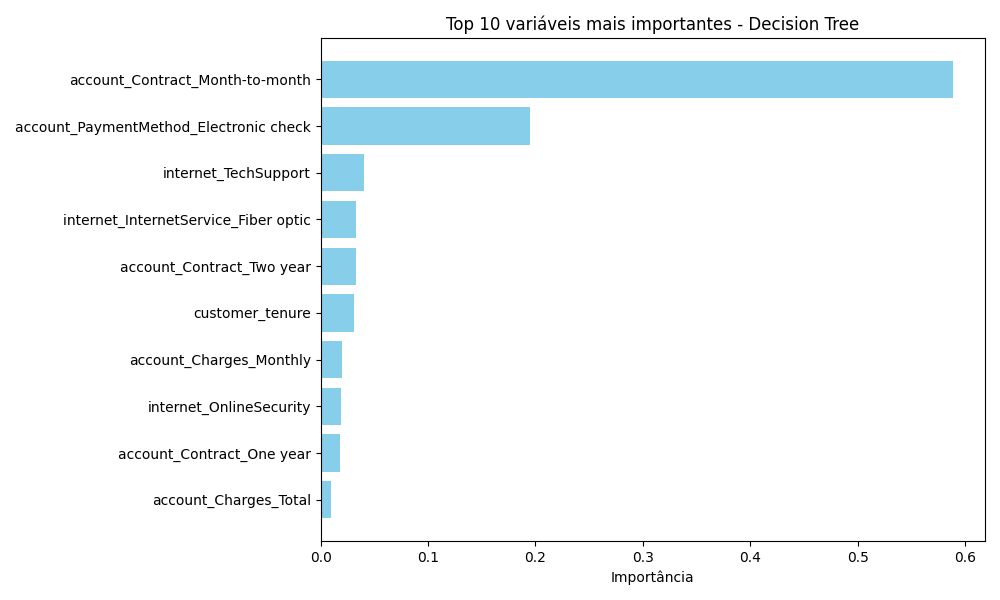 Top 10 variáveis mais importantes - Decision Tree
account_Contract_Month-to-month
account_PaymentMethod_Electronic check
internet_TechSupport
internet_InternetService_Fiber optic
account_Contract_Two year
customer_tenure
account_Charges_Monthly
internet_OnlineSecurity
account_Contract_One year
account_Charges_Total
0.0 0.1 0.2 0.3 0.4 0.5 0.6
Importância